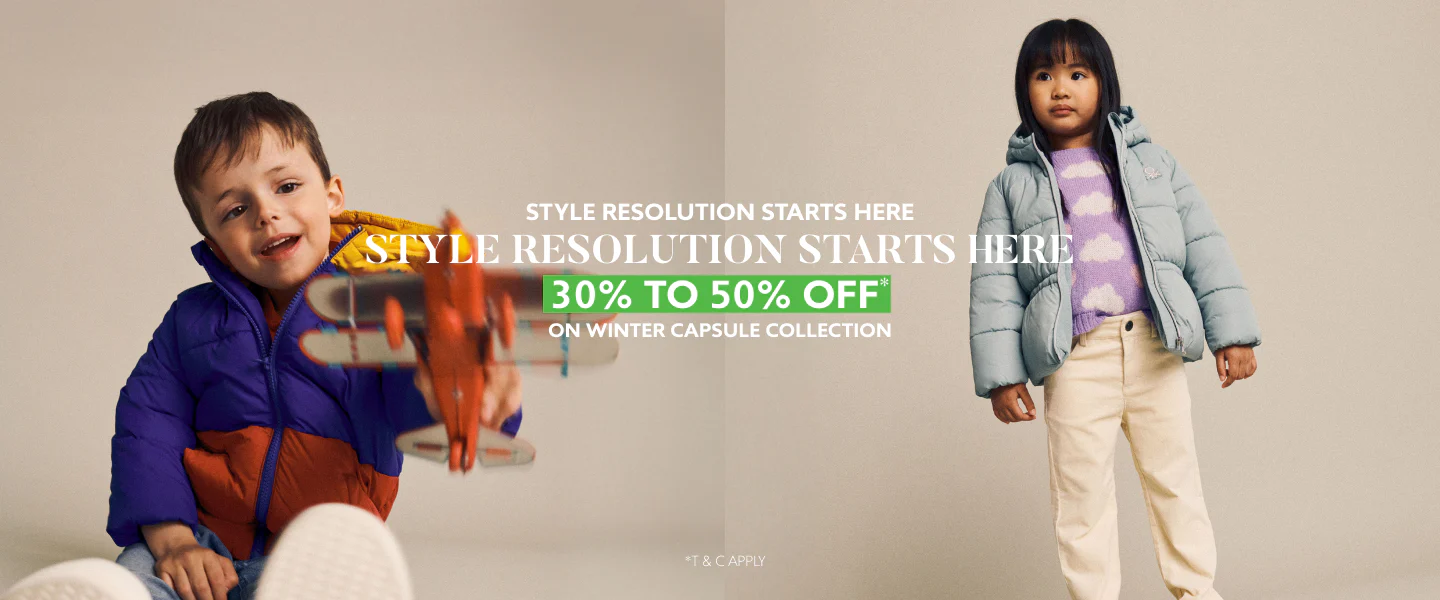 STYLE RESOLUTION STARTS HERE
STYLE RESOLUTION STARTS HERE
30% TO 50% OFF*
ON WINTER CAPSULE COLLECTION
*T & C APPLY